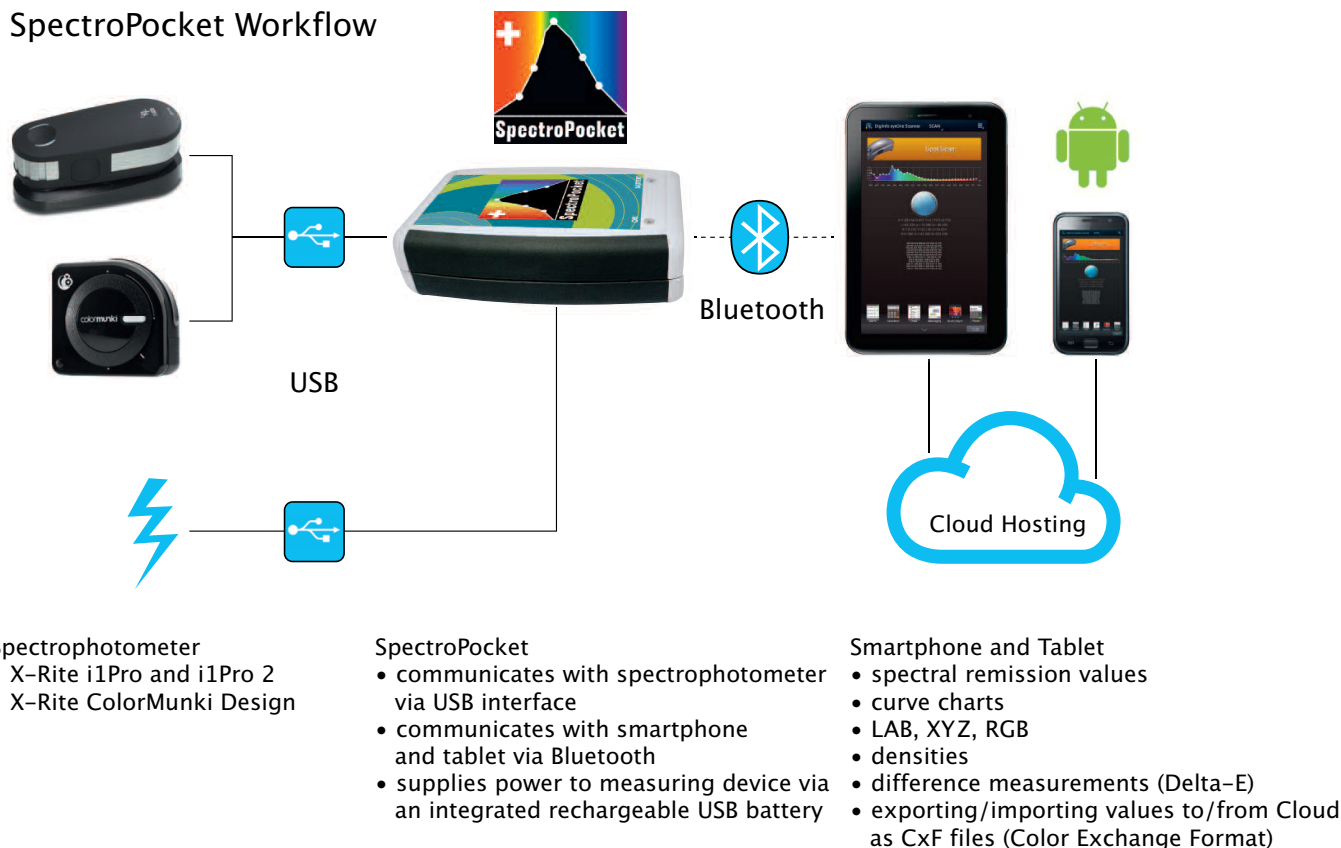 SpectroPocket Workflow
SpectroPocket
SpectroPocket
colormunki
SCAN
Bluetooth
USB
Cloud Hosting
pectrophotometer
X–Rite i1Pro and i1Pro 2
X–Rite ColorMunki Design
SpectroPocket
• communicates with spectrophotometer
via USB interface
• communicates with smartphone
and tablet via Bluetooth
• supplies power to measuring device via
an integrated rechargeable USB battery
Smartphone and Tablet
• spectral remission values
• curve charts
• LAB, XYZ, RGB
• densities
• difference measurements (Delta–E)
• exporting/importing values to/from Cloud
as CxF files (Color Exchange Format)